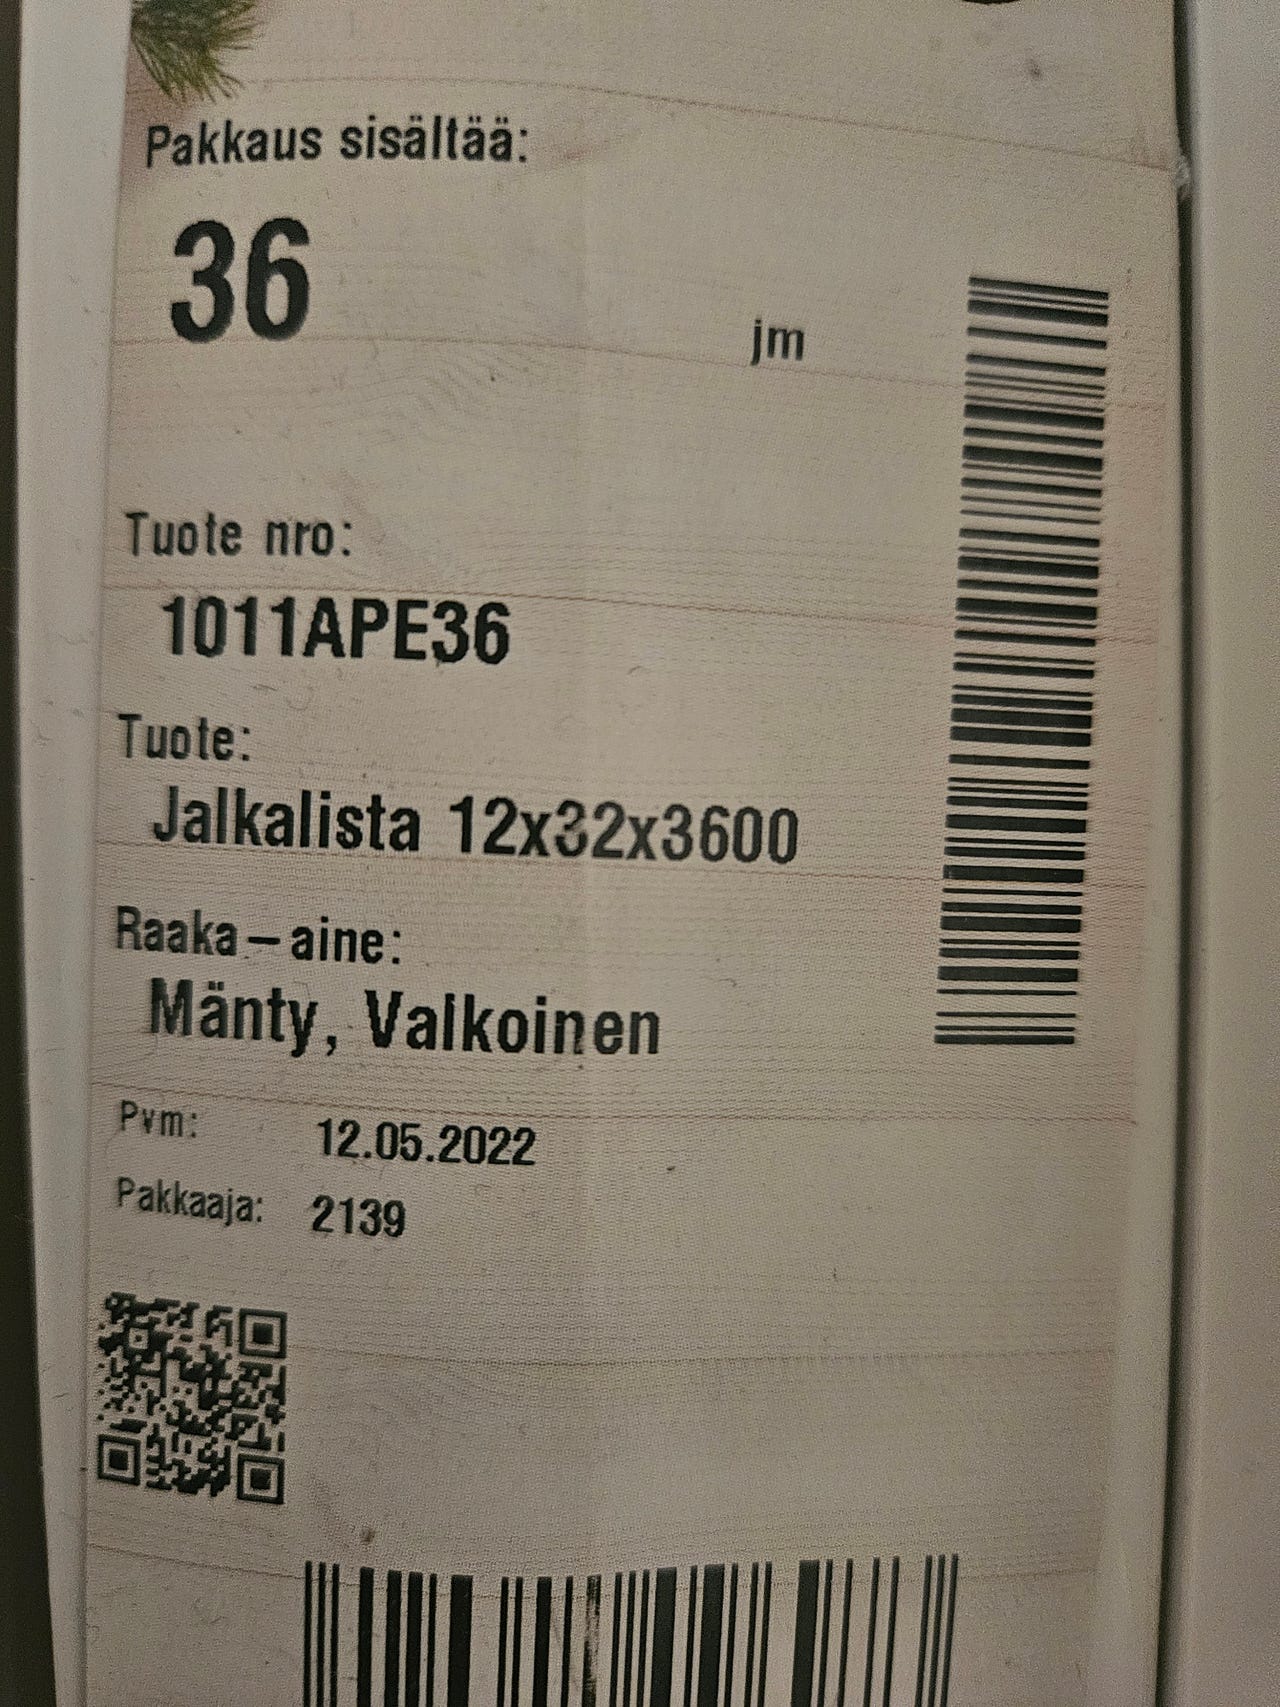 Pakkaus sisältää:
36 jm
Tuote nro:
1011APE36
Tuote:
Jalkalista 12x32x3600
Raaka-aine:
Mänty, Valkoinen
Pvm: 12.05.2022
Pakkaaja: 2139